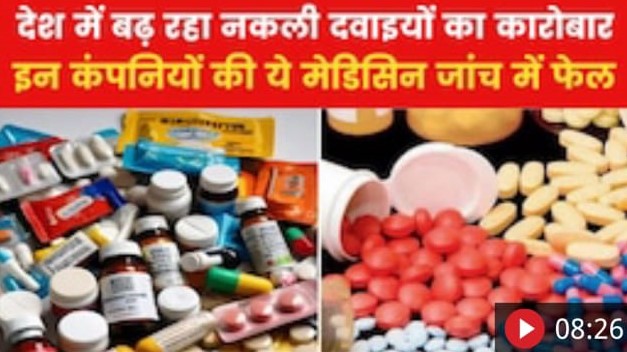 देश में बढ़ रहा नकली दवाइयों का कारोबार
इन कंपनियों की ये मेडिसिन जांच में फेल
08:26